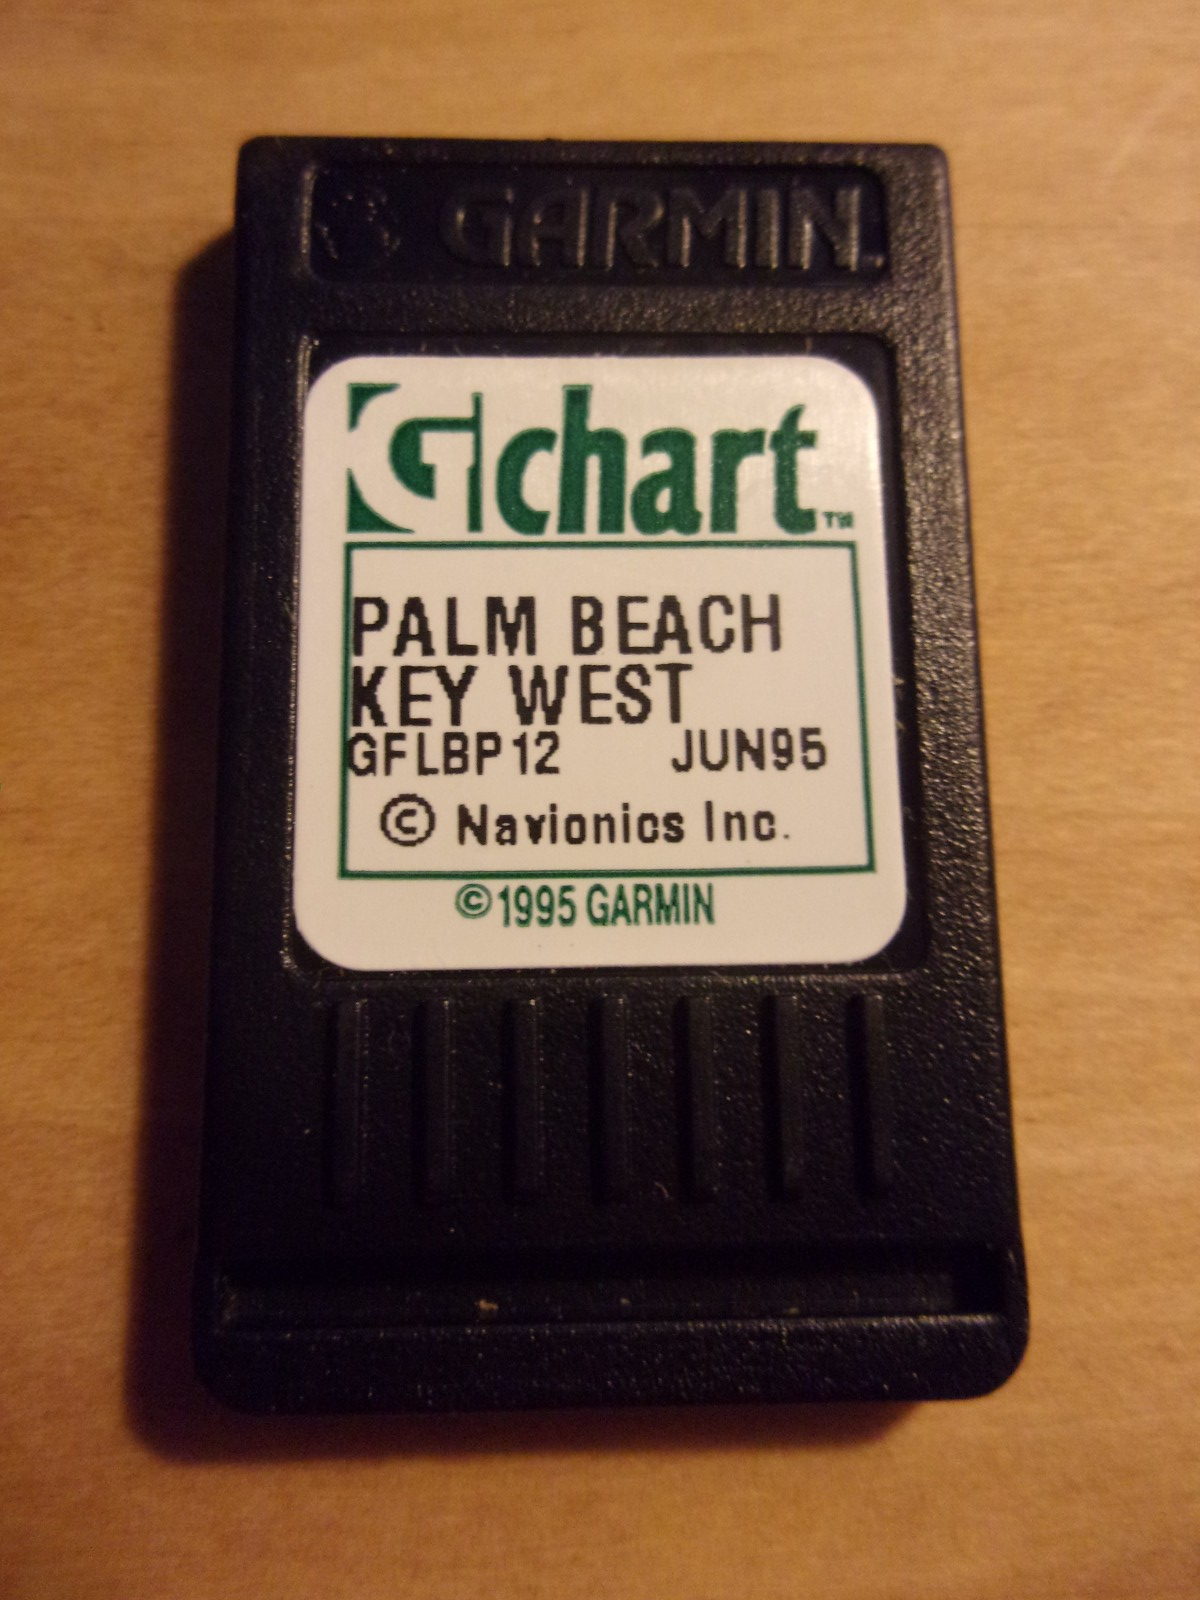 GARMIN
Gchart™
PALM BEACH
KEY WEST
GFLBP12 JUN95
© Navionics Inc.
© 1995 GARMIN